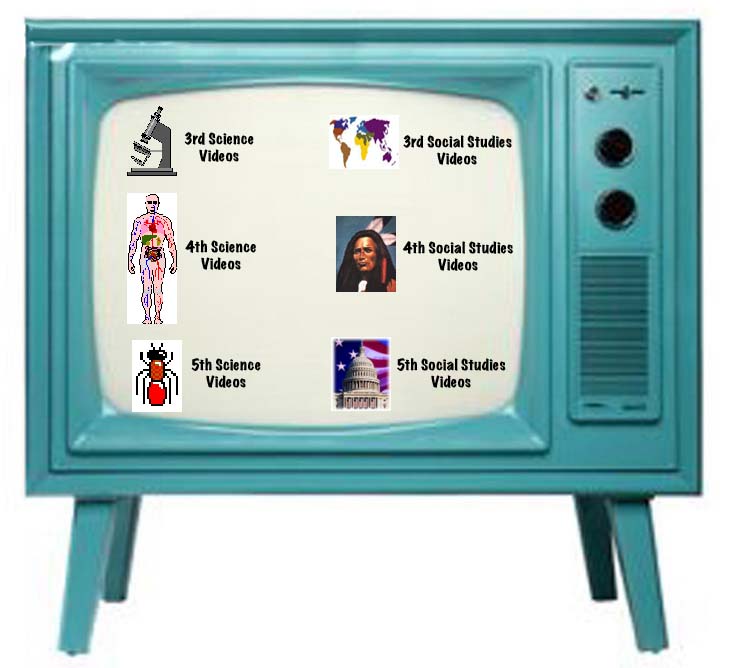 3rd Science
Videos
3rd Social Studies
Videos
4th Science
Videos
4th Social Studies
Videos
5th Science
Videos
5th Social Studies
Videos